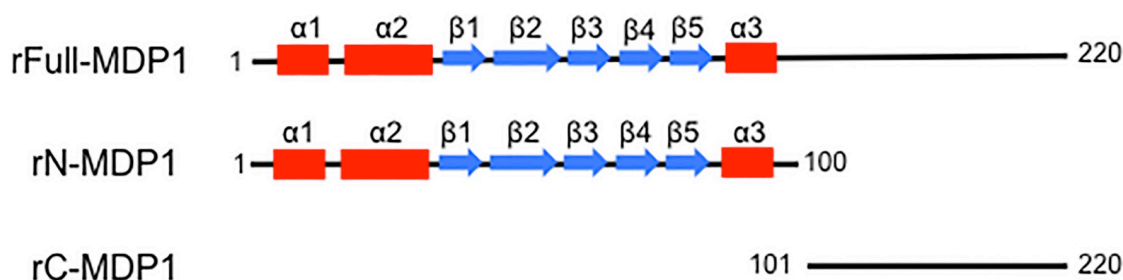 α1 α2 β1 β2 β3 β4 β5 α3
rFull-MDP1 1 220
α1 α2 β1 β2 β3 β4 β5 α3
rN-MDP1 1 100
rC-MDP1 101 220